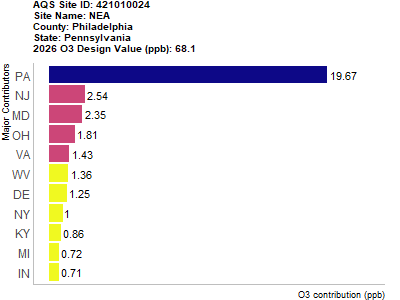 AQS Site ID: 421010024
Site Name: NEA
County: Philadelphia
State: Pennsylvania
2026 O3 Design Value (ppb): 68.1
Major Contributors
PA 19.67
NJ 2.54
MD 2.35
OH 1.81
VA 1.43
WV 1.36
DE 1.25
NY 1
KY 0.86
MI 0.72
IN 0.71
O3 contribution (ppb)